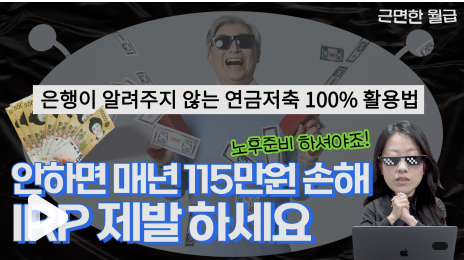 근면한 월급
은행이 알려주지 않는 연금저축 100% 활용법
노후준비 하셔야죠!
안하면 매년 115만원 손해
IRP 제발 하세요